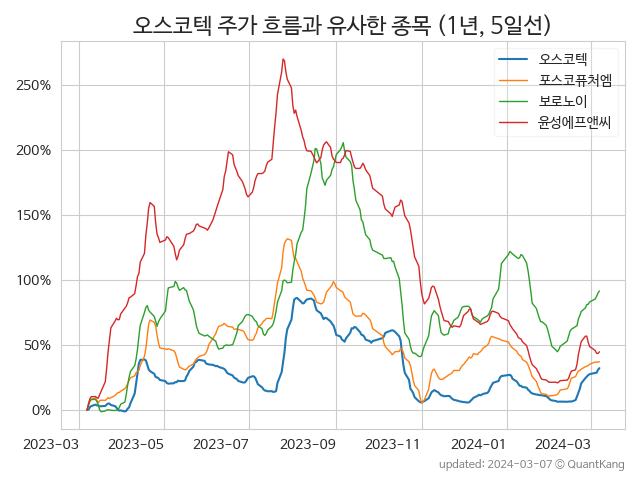 오스코텍 주가 흐름과 유사한 종목 (1년, 5일선)
오스코텍
포스코퓨처엠
보로노이
윤성에프앤씨
250%
200%
150%
100%
50%
0%
2023-03
2023-05
2023-07
2023-09
2023-11
2024-01
2024-03
updated: 2024-03-07 © QuantKang